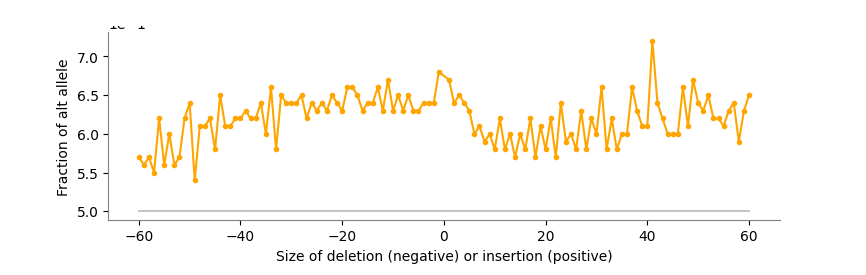 7.0
6.5
6.0
5.5
5.0
Fraction of alt allele
−60 −40 −20 0 20 40 60
Size of deletion (negative) or insertion (positive)